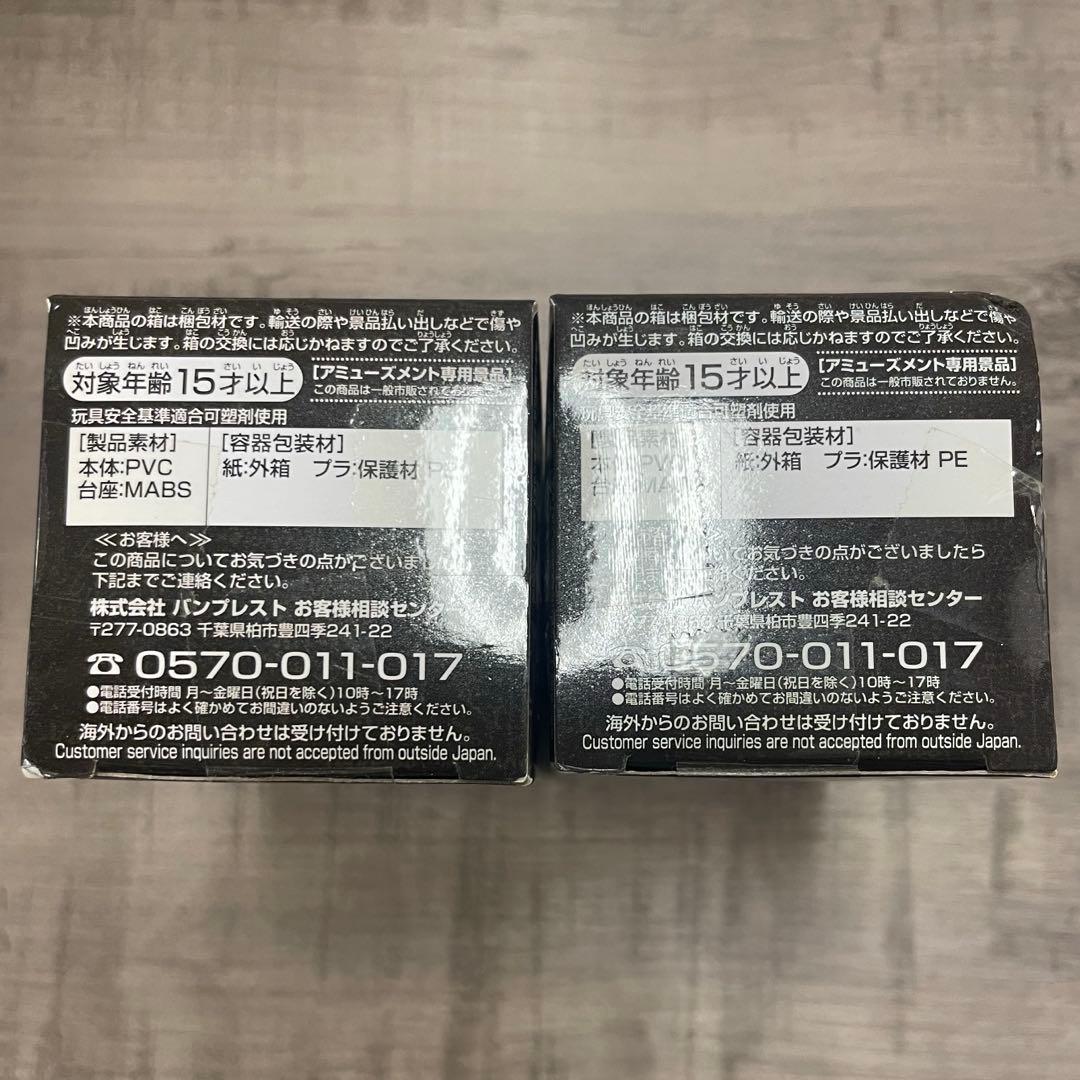 ※本商品の箱は梱包材です。輸送の際や景品払い出しなどで傷や
凹みが生じます。箱の交換には応じかねますのでご了承ください。
対象年齢15才以上
[アミューズメント専用景品]
この商品は一般市販されておりません。
玩具安全基準適合可塑剤使用
[製品素材]
本体:PVC
台座:MABS
[容器包装材]
紙:外箱 プラ:保護材
≪お客様へ≫
この商品についてお気づきの点がございまし
下記までご連絡ください。
株式会社 バンプレスト お客様相談センタ
〒277-0863 千葉県柏市豊四季241-22
☎ 0570-011-017
●電話受付時間 月～金曜日(祝日を除く)10時～17時
●電話番号はよく確かめてお間違いのないようご注意ください。
海外からのお問い合わせは受け付けておりません。
Customer service inquiries are not accepted from outside Japan.
※本商品の箱は梱包材です。輸送の際や景品払い出しなどで傷や
凹みが生じます。箱の交換には応じかねますのでご了承ください。
対象年齢15才以上
[アミューズメント専用景品]
この商品は一般市販されておりません。
玩具安全基準適合可塑剤使用
[製品素材
本体:PV
台座:MA
[容器包装材]
紙:外箱 プラ:保護材 PE
いてお気づきの点がございましたら
ください。
バンプレスト お客様相談センター
千葉県柏市豊四季241-22
☎ 0570-011-017
●電話受付時間 月～金曜日(祝日を除く)10時～17時
●電話番号はよく確かめてお間違いのないようご注意ください。
海外からのお問い合わせは受け付けておりません。
Customer service inquiries are not accepted from outside Japan.